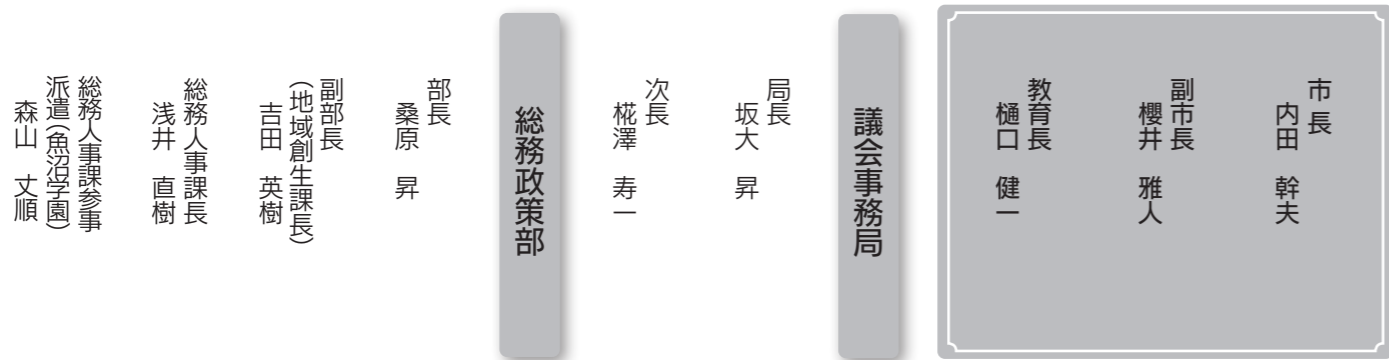 市長
内田 幹夫
副市長
櫻井 雅人
教育長
樋口 健一
議会事務局
局長
坂大 昇
次長
椛澤 寿一
総務政策部
部長
桑原 昇
副部長
(地域創生課長)
吉田 英樹
総務人事課長
浅井 直樹
総務人事課参事
派遣(魚沼学園)
森山 丈順